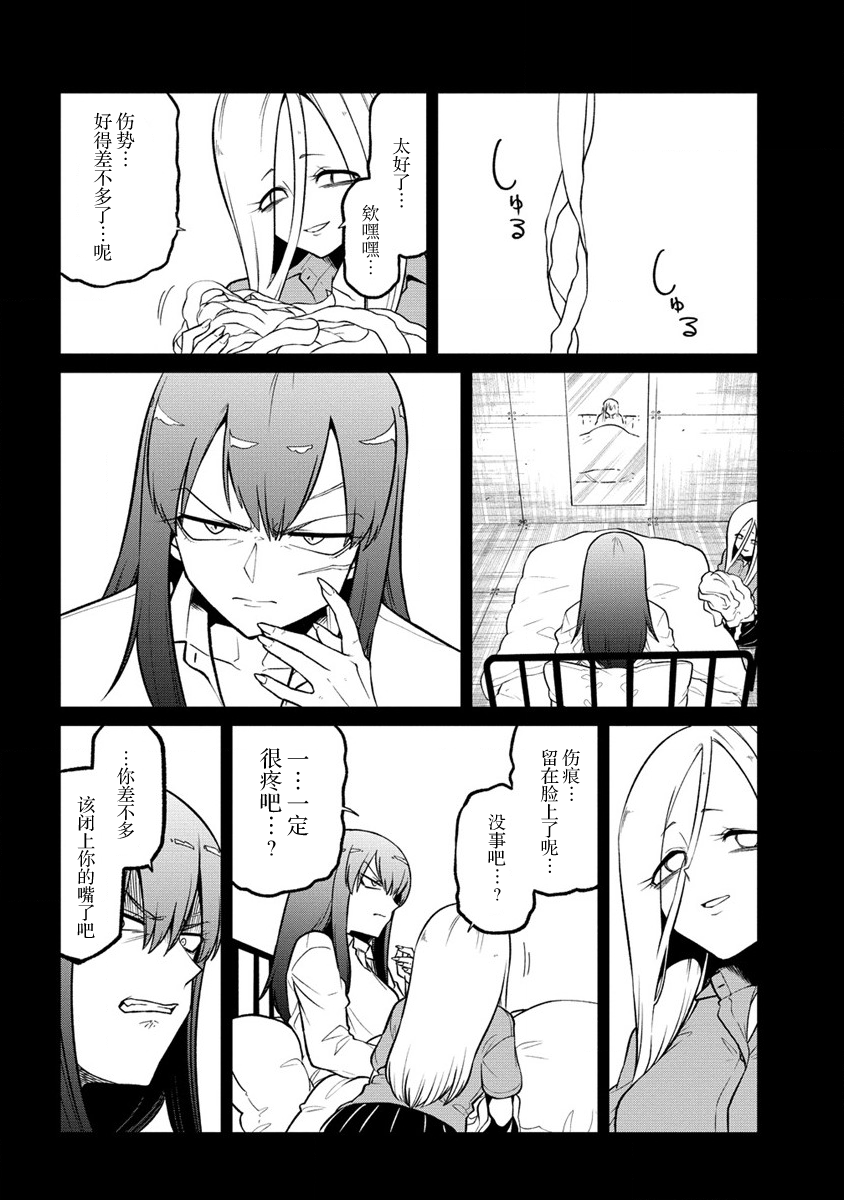 しゅる
しゅる
太好了…
欸嘿嘿…
伤势…
好得差不多了…呢
伤痕…
留在脸上了呢…
没事吧…?
一…一定
很疼吧…?
…你差不多
该闭上你的嘴了吧